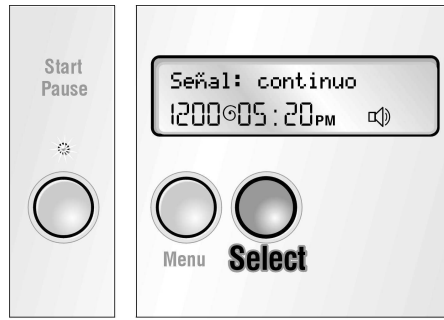 Start
Pause
Señal: continuo
1200 05:20PM
Menu
Select